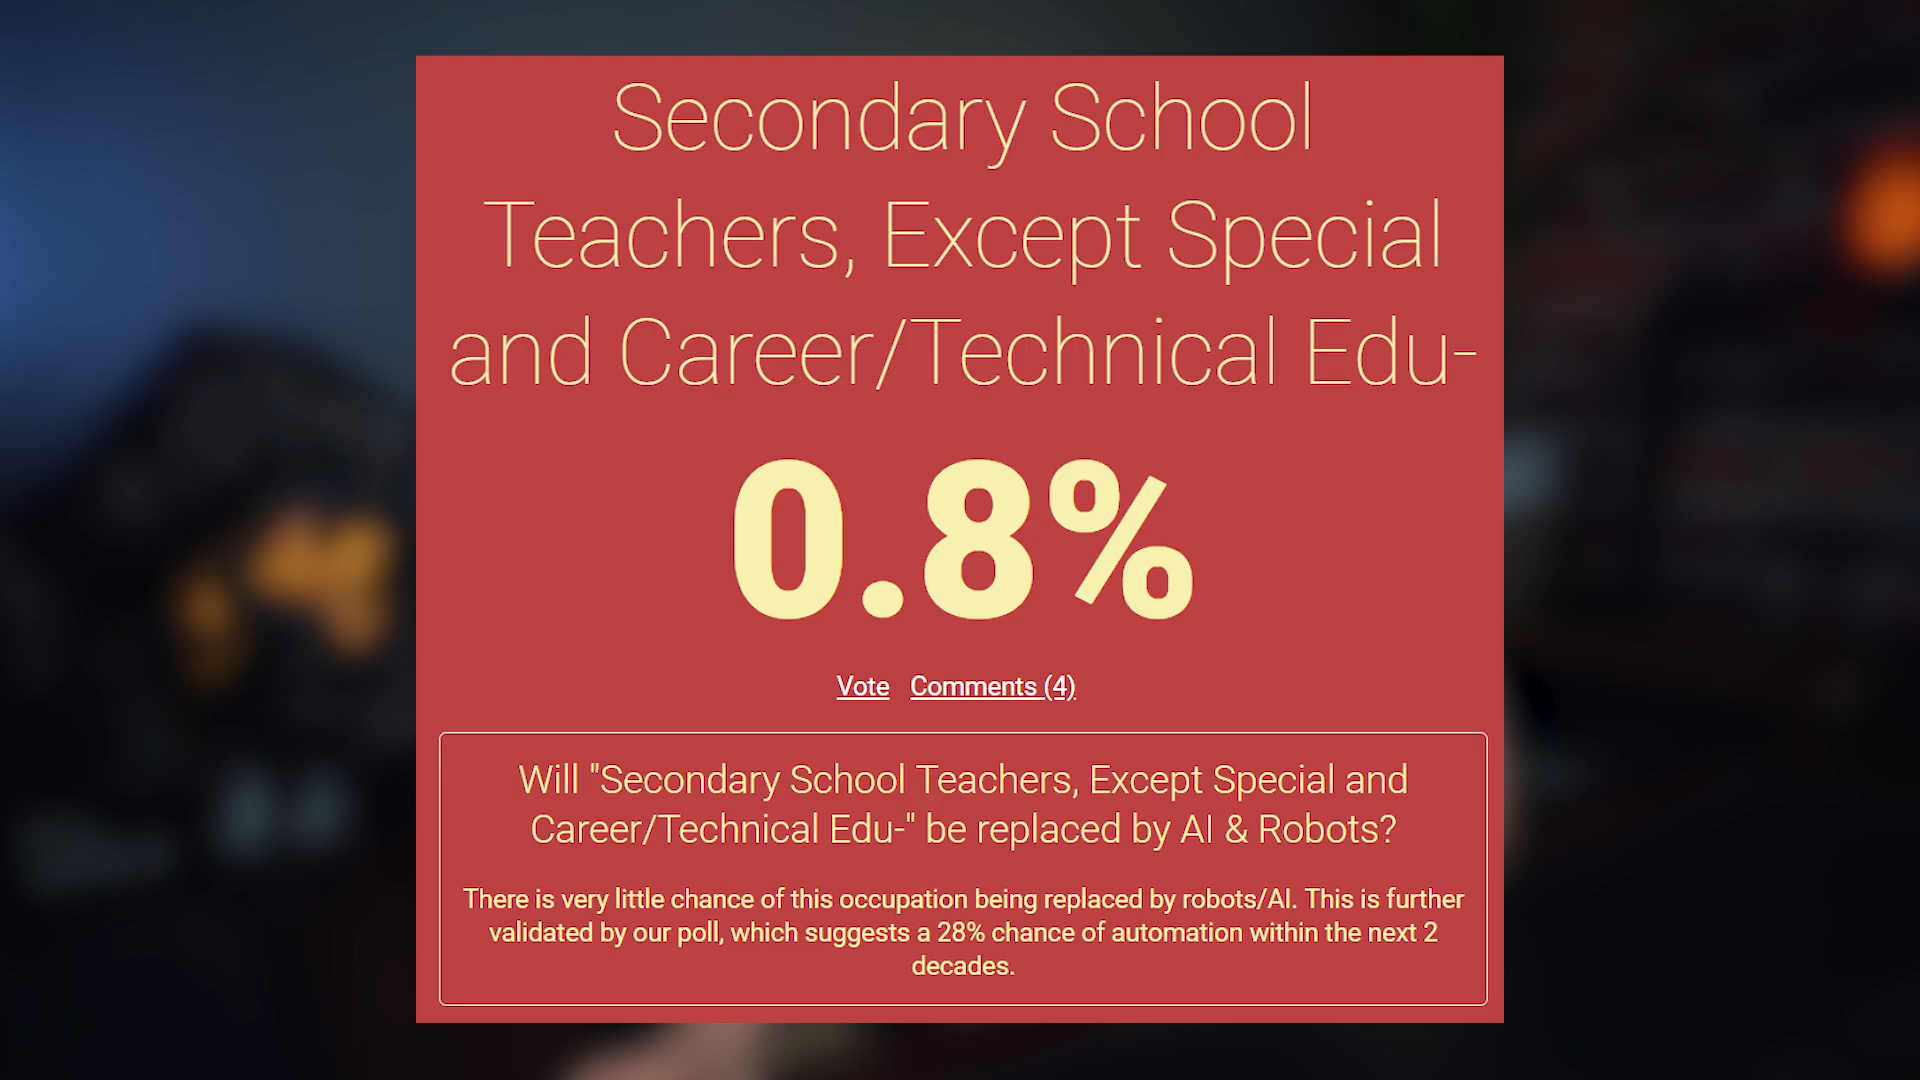 Secondary School
Teachers, Except Special
and Career/Technical Edu-
0.8%
Vote Comments (4)
Will "Secondary School Teachers, Except Special and
Career/Technical Edu-" be replaced by AI & Robots?
There is very little chance of this occupation being replaced by robots/AI. This is further
validated by our poll, which suggests a 28% chance of automation within the next 2
decades.